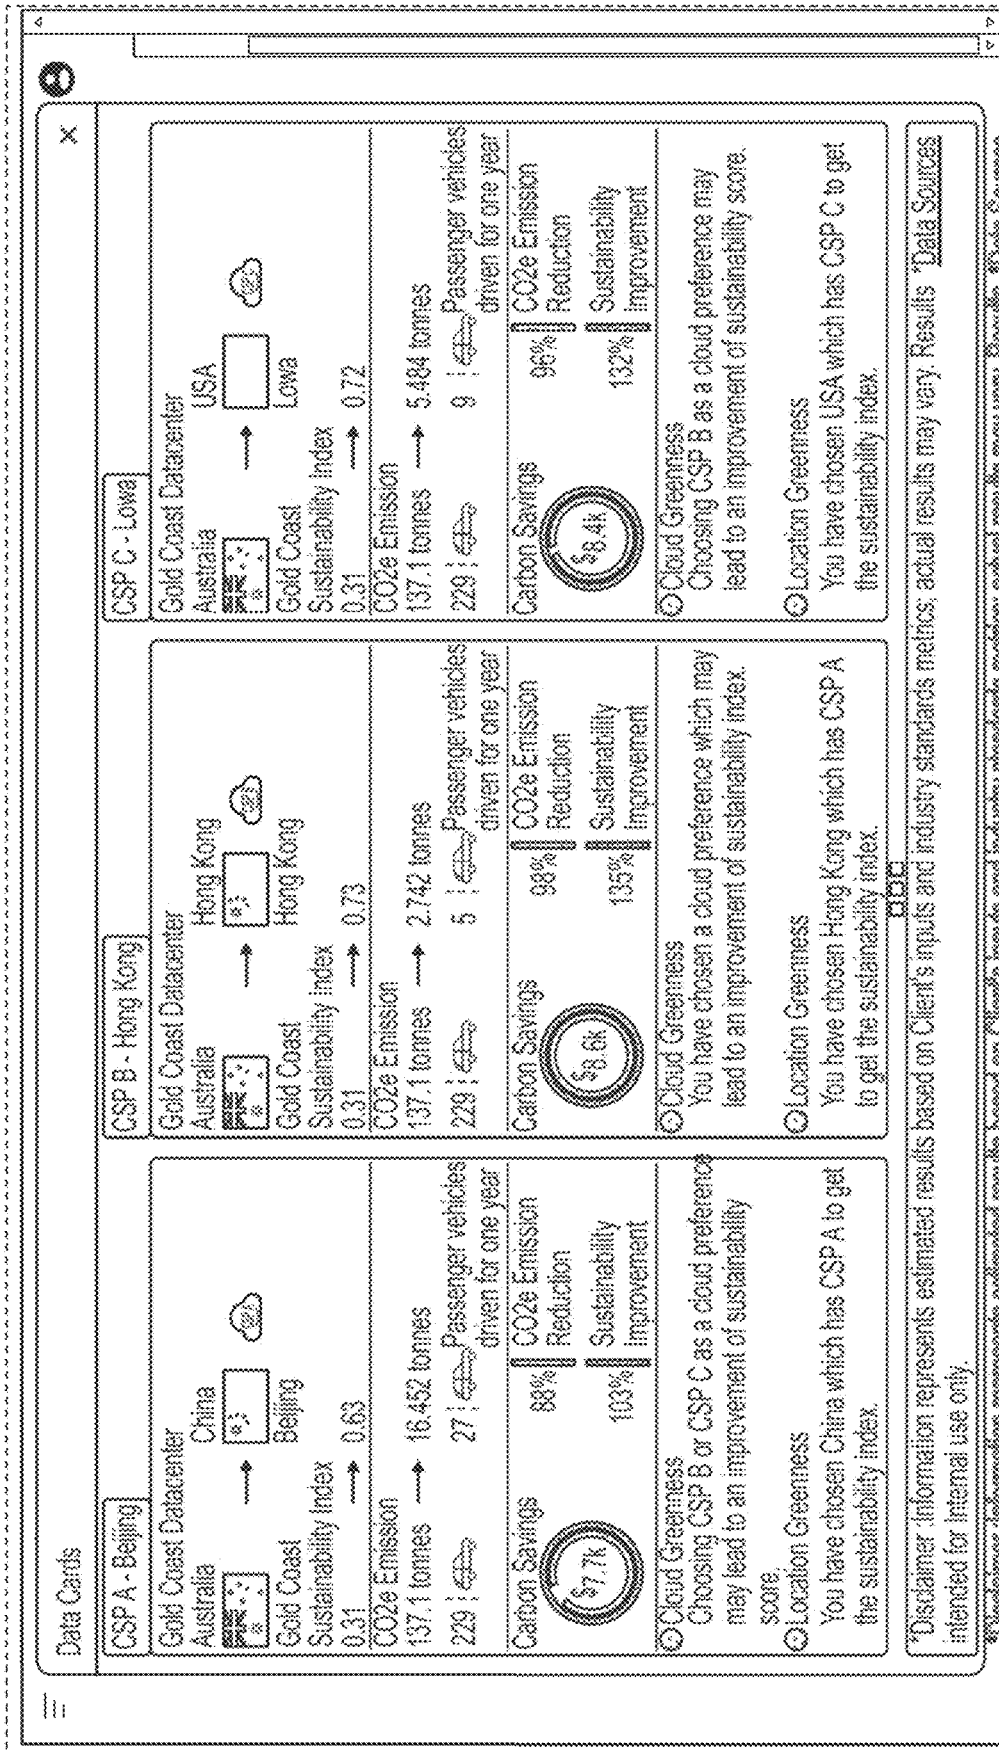 Data Cards
X
CSP A - Beijing
Gold Coast Datacenter
Australia China
Gold Coast Beijing
Sustainability Index
0.31 0.63
CO2e Emission
137.1 tonnes 16.452 tonnes
229 27 Passenger vehicles
driven for one year
Carbon Savings
$7.7k
88% CO2e Emission
Reduction
103% Sustainability
Improvement
Cloud Greenness
Choosing CSP B or CSP C as a cloud preference
may lead to an improvement of sustainability
score.
Location Greenness
You have chosen China which has CSP A to get
the sustainability index.
CSP B - Hong Kong
Gold Coast Datacenter
Australia Hong Kong
Gold Coast Hong Kong
Sustainability Index
0.31 0.73
CO2e Emission
137.1 tonnes 2.742 tonnes
229 5 Passenger vehicles
driven for one year
Carbon Savings
$8.6k
98% CO2e Emission
Reduction
135% Sustainability
Improvement
Cloud Greenness
You have chosen a cloud preference which may
lead to an improvement of sustainability index.
Location Greenness
You have chosen Hong Kong which has CSP A
to get the sustainability index.
CSP C - Lowa
Gold Coast Datacenter
Australia USA
Gold Coast Lowa
Sustainability Index
0.31 0.72
CO2e Emission
137.1 tonnes 5.484 tonnes
229 9 Passenger vehicles
driven for one year
Carbon Savings
$8.4k
96% CO2e Emission
Reduction
132% Sustainability
Improvement
Cloud Greenness
Choosing CSP B as a cloud preference may
lead to an improvement of sustainability score.
Location Greenness
You have chosen USA which has CSP C to get
the sustainability index.
*Disclaimer :Information represents estimated results based on Client's inputs and industry standards metrics; actual results may vary. Results *Data Sources
intended for Internal use only.